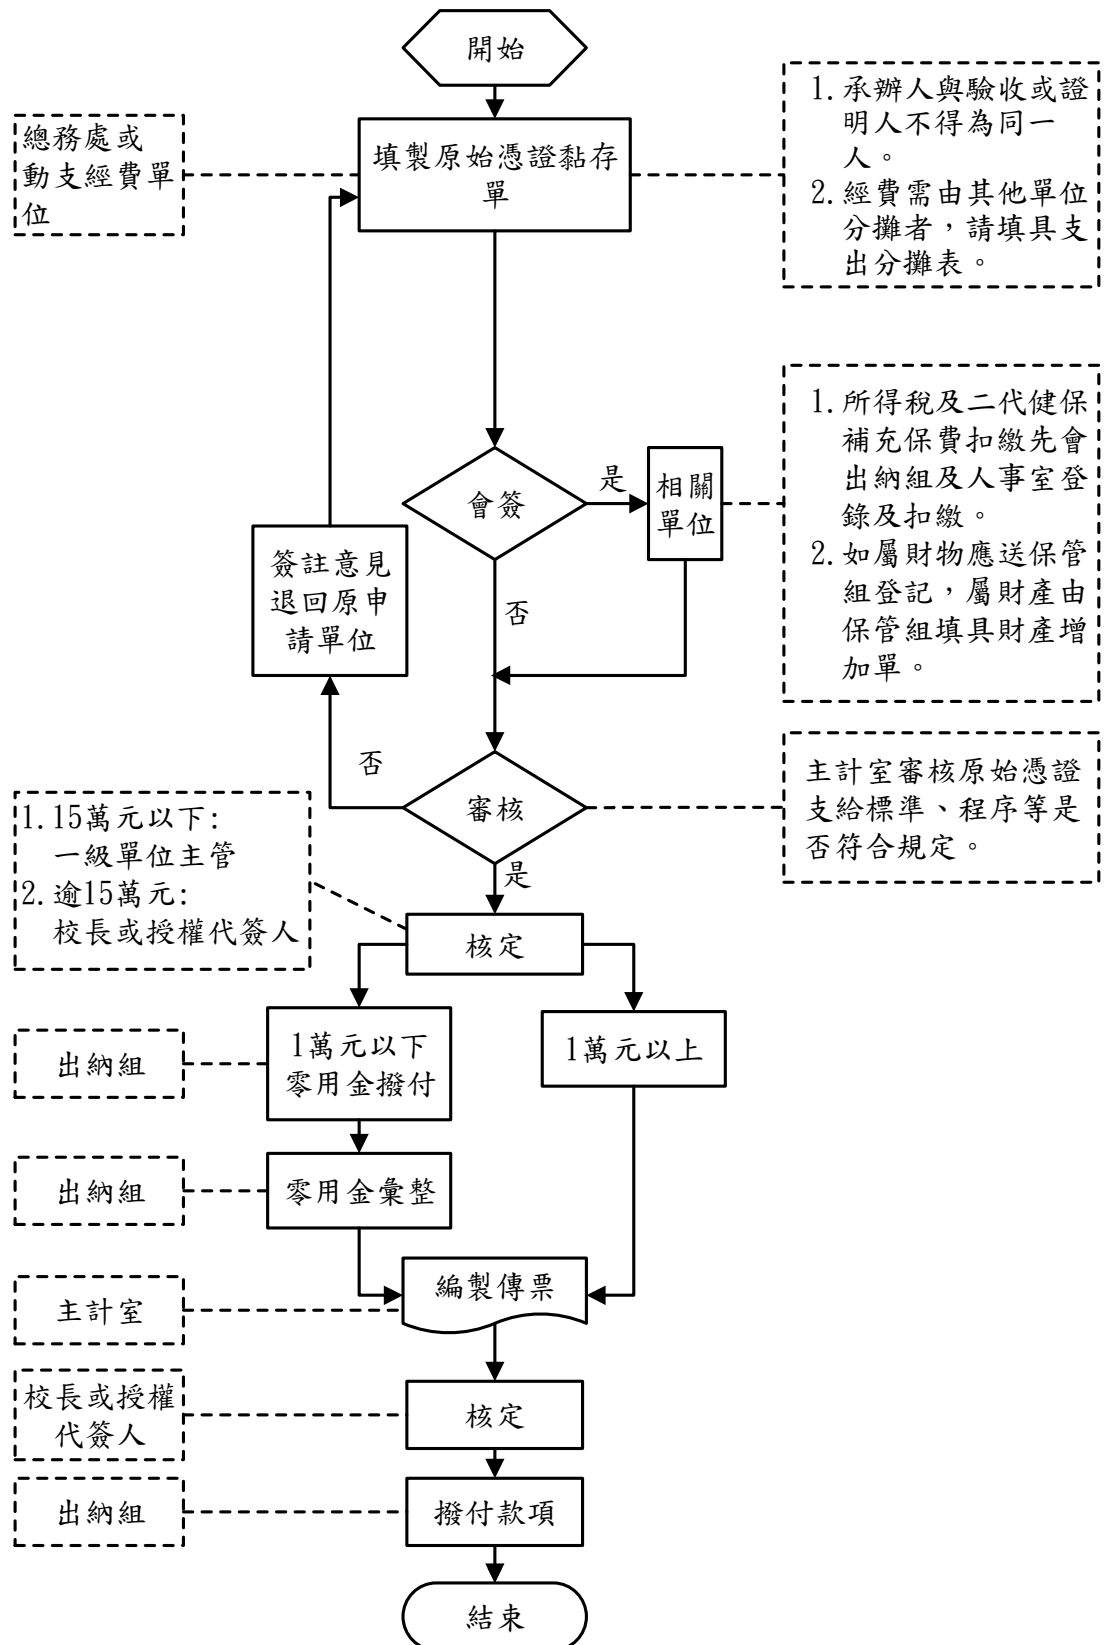 開始
總務處或
動支經費單
位
填製原始憑證黏存
單
1.承辦人與驗收或證
明人不得為同一
人。
2.經費需由其他單位
分攤者，請填具支
出分攤表。
會簽
是
相關
單位
1.所得稅及二代健保
補充保費扣繳先會
出納組及人事室登
錄及扣繳。
2.如屬財物應送保管
組登記，屬財產由
保管組填具財產增
加單。
簽註意見
退回原申
請單位
否
否
審核
主計室審核原始憑證
支給標準、程序等是
否符合規定。
是
1.15萬元以下:
一級單位主管
2.逾15萬元:
校長或授權代簽人
核定
出納組
1萬元以下
零用金撥付
1萬元以上
出納組
零用金彙整
主計室
編製傳票
校長或授權
代簽人
核定
出納組
撥付款項
結束